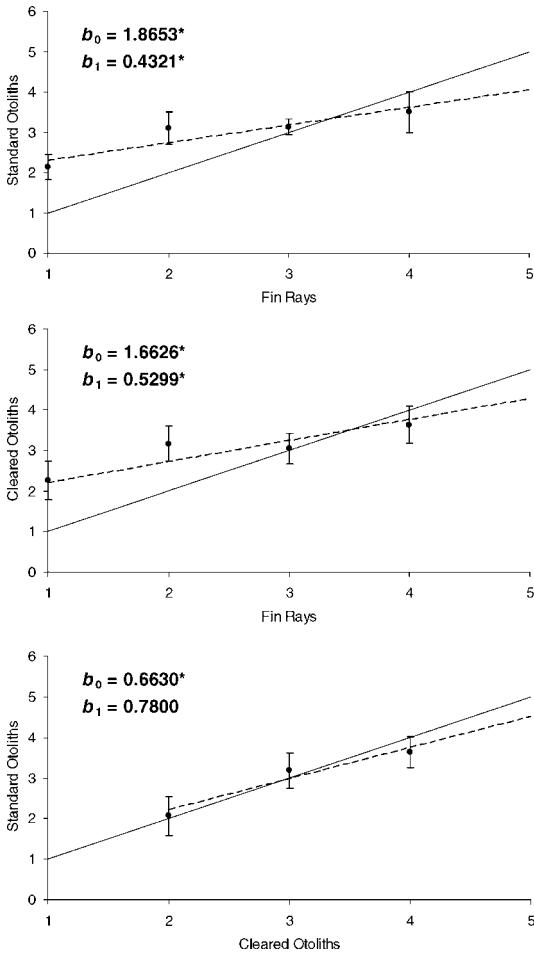 6
b₀ = 1.8653*
5
b₁ = 0.4321*
4
3
2
1
0
Standard Otoliths
1 2 3 4 5
Fin Rays
6
b₀ = 1.6626*
5
b₁ = 0.5299*
4
3
2
1
0
Cleared Otoliths
1 2 3 4 5
Fin Rays
6
b₀ = 0.6630*
5
b₁ = 0.7800
4
3
2
1
0
Standard Otoliths
1 2 3 4 5
Cleared Otoliths